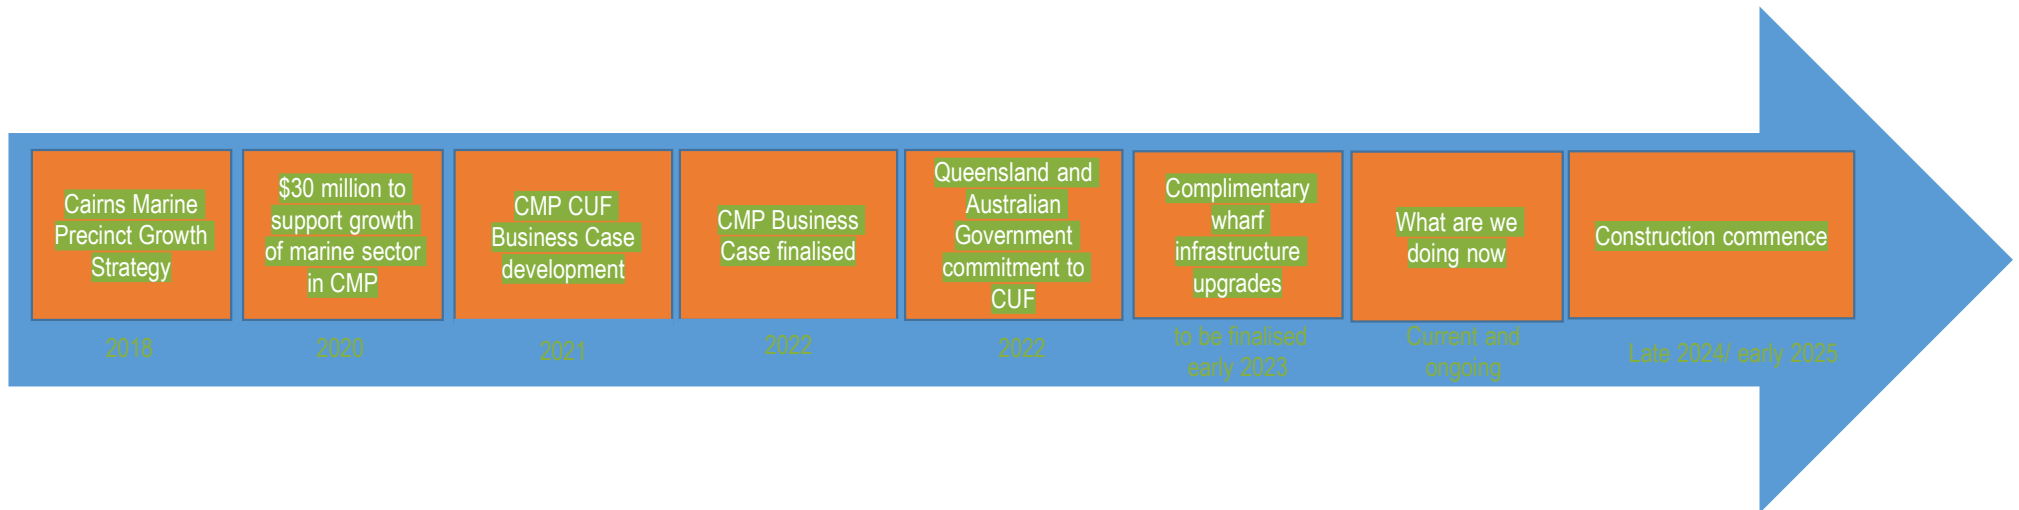 Cairns Marine
Precinct Growth
Strategy
2018
$30 million to
support growth
of marine sector
in CMP
2020
CMP CUF
Business Case
development
2021
CMP Business
Case finalised
2022
Queensland and
Australian
Government
commitment to
CUF
2022
Complimentary
wharf
infrastructure
upgrades
to be finalised
early 2023
What are we
doing now
Current and
ongoing
Construction commence
Late 2024/ early 2025